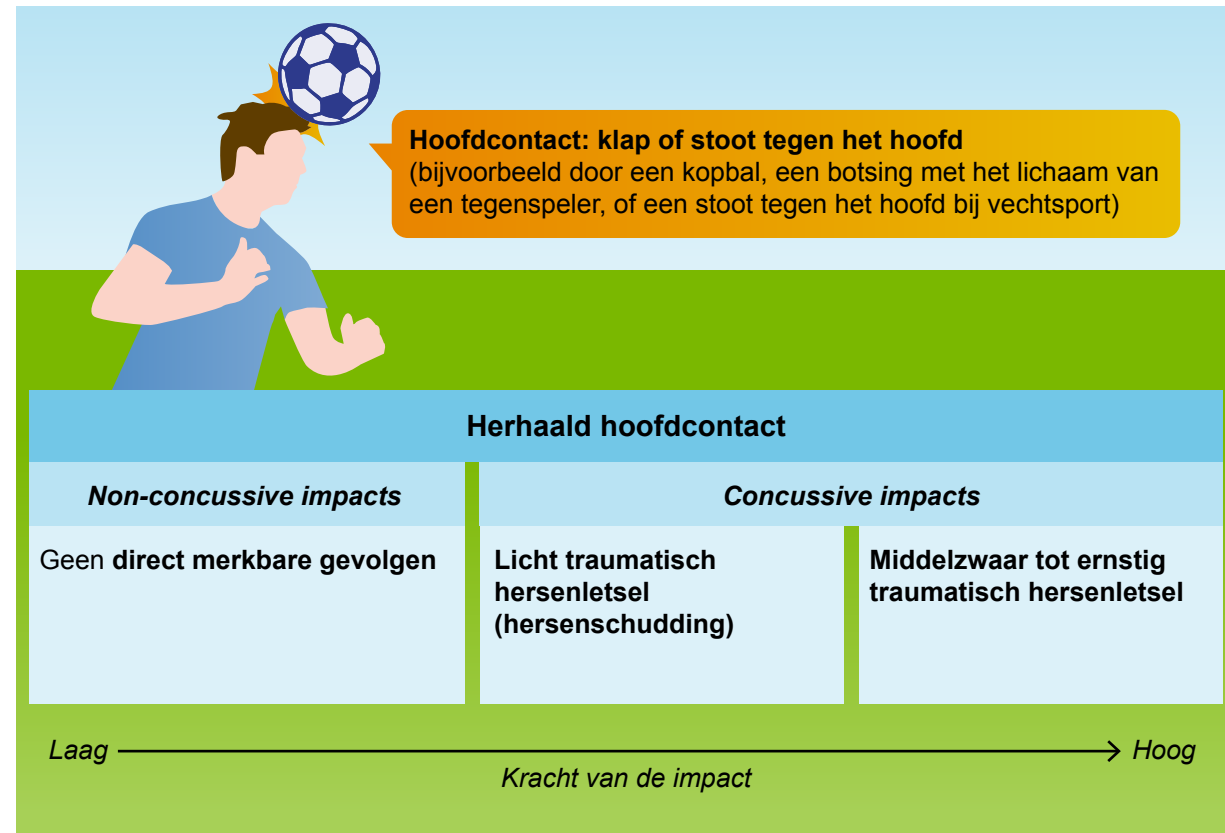 Hoofdcontact: klap of stoot tegen het hoofd
(bijvoorbeeld door een kopbal, een botsing met het lichaam van
een tegenspeler, of een stoot tegen het hoofd bij vechtsport)
Herhaald hoofdcontact
Non-concussive impacts
Concussive impacts
Geen direct merkbare gevolgen
Licht traumatisch
hersenletsel
(hersenschudding)
Middelzwaar tot ernstig
traumatisch hersenletsel
Laag
Hoog
Kracht van de impact